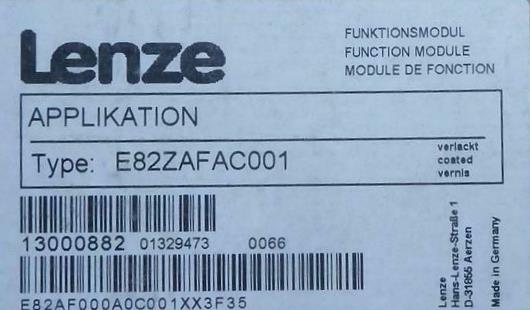 Lenze
FUNKTIONSMODUL
FUNCTION MODULE
MODULE DE FONCTION
APPLIKATION
Type: E82ZAFAC001
verlackt
coated
vernis
13000882 01329473 0066
E82AF000A0C001XX3F35
Lenze
Hans-Lenze-Straße 1
D-31855 Aerzen
Made in Germany